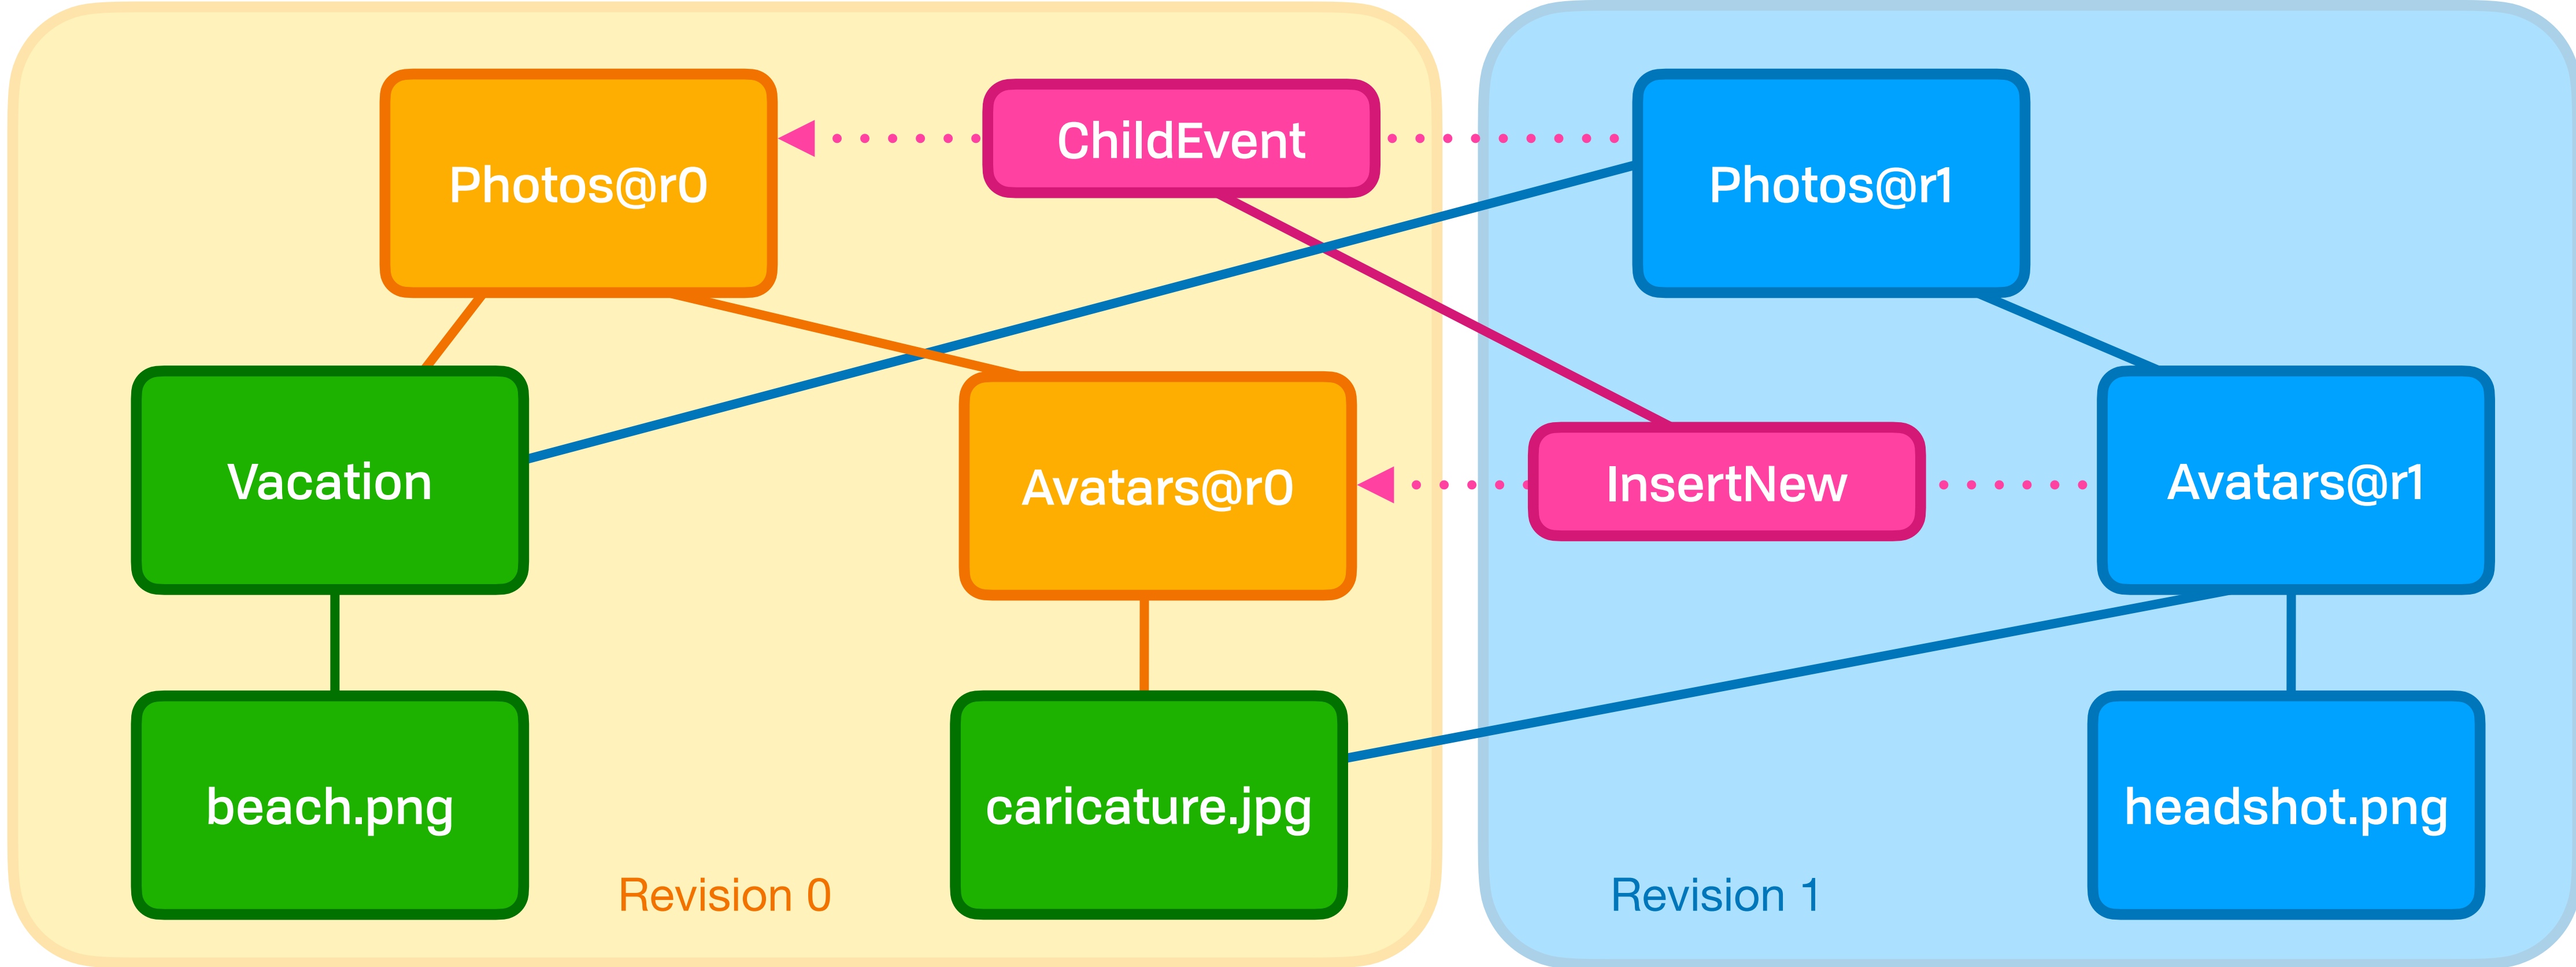 Photos@r0
ChildEvent
Photos@r1
Vacation
Avatars@r0
InsertNew
Avatars@r1
beach.png
caricature.jpg
headshot.png
Revision 0
Revision 1